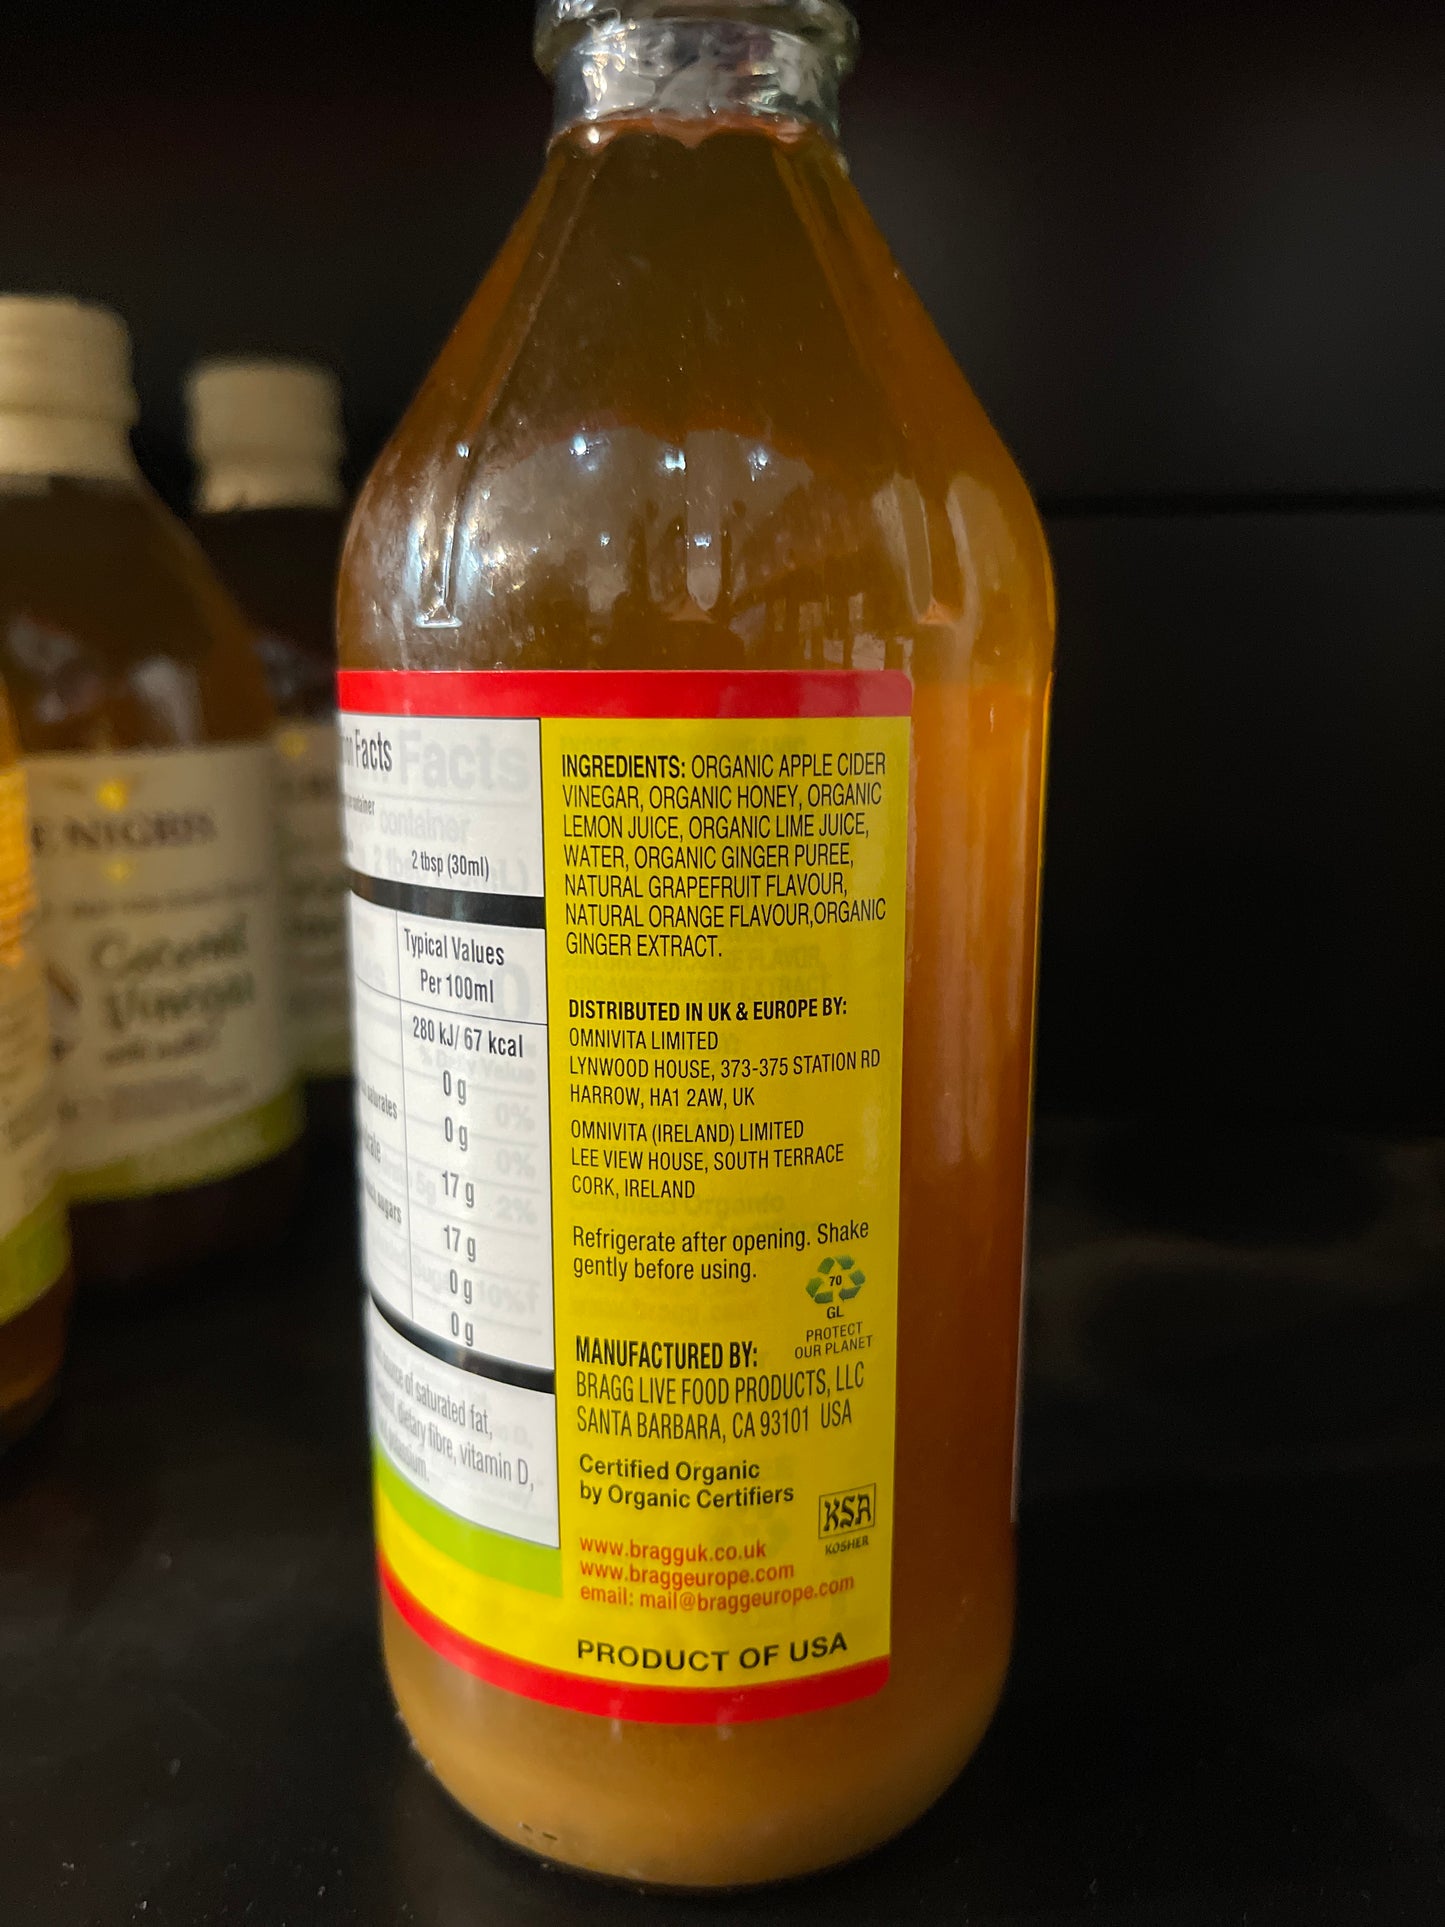 Facts
2 tbsp (30ml)
Typical Values
Per 100ml
280 kJ/ 67 kcal
0 g
0 g
17 g
17 g
0 g
0 g
of saturated fat,
dietary fibre, vitamin D,
INGREDIENTS: ORGANIC APPLE CIDER
VINEGAR, ORGANIC HONEY, ORGANIC
LEMON JUICE, ORGANIC LIME JUICE,
WATER, ORGANIC GINGER PUREE,
NATURAL GRAPEFRUIT FLAVOUR,
NATURAL ORANGE FLAVOUR,ORGANIC
GINGER EXTRACT.
DISTRIBUTED IN UK & EUROPE BY:
OMNIVITA LIMITED
LYNWOOD HOUSE, 373-375 STATION RD
HARROW, HA1 2AW, UK
OMNIVITA (IRELAND) LIMITED
LEE VIEW HOUSE, SOUTH TERRACE
CORK, IRELAND
Refrigerate after opening. Shake
gently before using.
70
GL
PROTECT
OUR PLANET
MANUFACTURED BY:
BRAGG LIVE FOOD PRODUCTS, LLC
SANTA BARBARA, CA 93101 USA
Certified Organic
by Organic Certifiers
KSA
KOSHER
www.bragguk.co.uk
www.braggeurope.com
email: mail@braggeurope.com
PRODUCT OF USA
Coconut
Vinegar